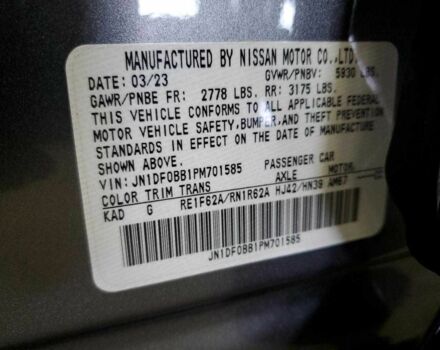 MANUFACTURED BY NISSAN MOTOR CO.,LTD.
DATE: 03/23 GVWR/PNBV: 5930 LBS.
GAWR/PNBE FR: 2778 LBS. RR: 3175 LBS.
THIS VEHICLE CONFORMS TO ALL APPLICABLE FEDERAL
MOTOR VEHICLE SAFETY,BUMPER,AND THEFT PREVENTION
STANDARDS IN EFFECT ON THE DATE OF MANUFACTURE
SHOWN ABOVE.
VIN: JN1DF0BB1PM701585 PASSENGER CAR
COLOR TRIM TRANS AXLE MOTOR
KAD G RE1F62A/RN1R62A HJ42/HN39 AM67
JN1DF0BB1PM701585